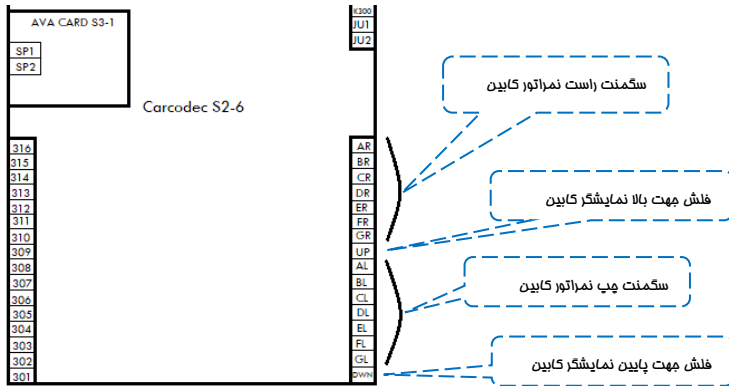 AVA CARD S3-1
SP1
SP2
Carcodec S2-6
316
315
314
313
312
311
310
309
308
307
306
305
304
303
302
301
K300
JU1
JU2
AR
BR
CR
DR
ER
FR
GR
UP
AL
BL
CL
DL
EL
FL
GL
DWN
سگمنت راست نمراتور کابین
فلش جهت بالا نمایشگر کابین
سگمنت چپ نمراتور کابین
فلش جهت پایین نمایشگر کابین